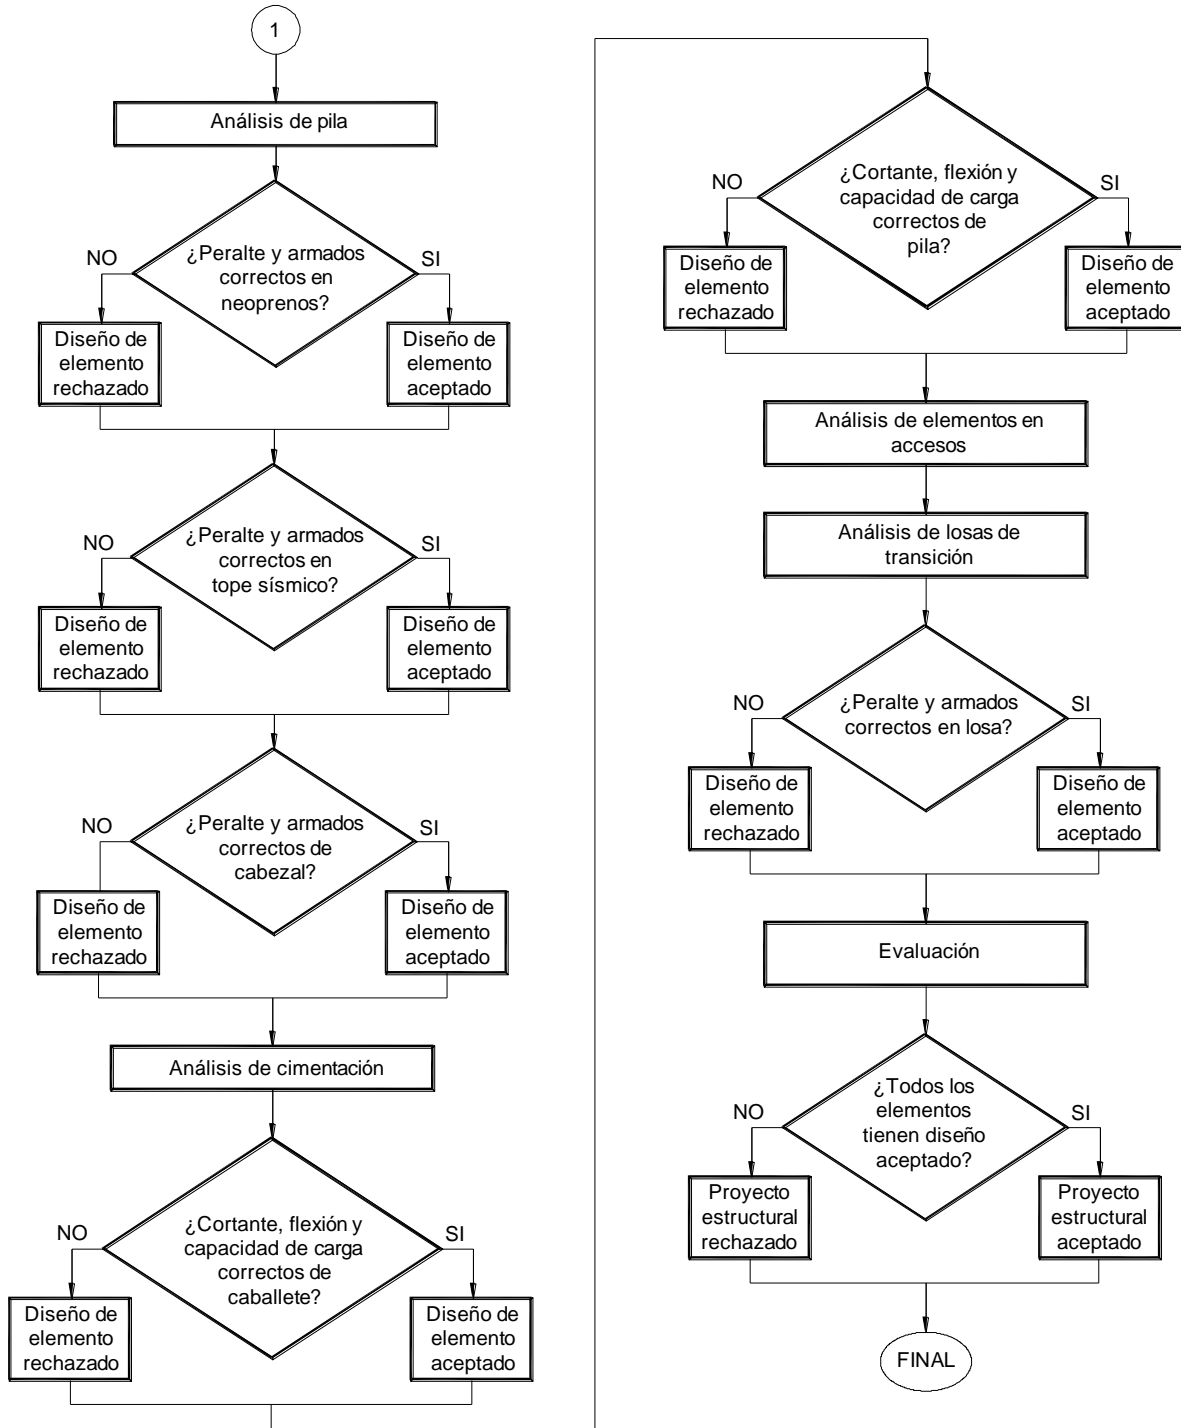 1
Análisis de pila
¿Peralte y armados
correctos en
neoprenos?
NO
SI
Diseño de
elemento
rechazado
Diseño de
elemento
aceptado
¿Peralte y armados
correctos en
tope sísmico?
NO
SI
Diseño de
elemento
rechazado
Diseño de
elemento
aceptado
¿Peralte y armados
correctos de
cabezal?
NO
SI
Diseño de
elemento
rechazado
Diseño de
elemento
aceptado
Análisis de cimentación
¿Cortante, flexión y
capacidad de carga
correctos de
caballete?
NO
SI
Diseño de
elemento
rechazado
Diseño de
elemento
aceptado
¿Cortante, flexión y
capacidad de carga
correctos de
pila?
NO
SI
Diseño de
elemento
rechazado
Diseño de
elemento
aceptado
Análisis de elementos en
accesos
Análisis de losas de
transición
¿Peralte y armados
correctos en losa?
NO
SI
Diseño de
elemento
rechazado
Diseño de
elemento
aceptado
Evaluación
¿Todos los
elementos
tienen diseño
aceptado?
NO
SI
Proyecto
estructural
rechazado
Proyecto
estructural
aceptado
FINAL